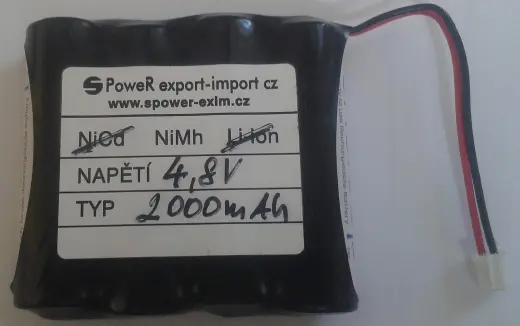 S PoweR export-import cz
www.spower-exim.cz
NiCd NiMh Li-Ion
NAPĚTÍ 4,8V
TYP 2000mAh